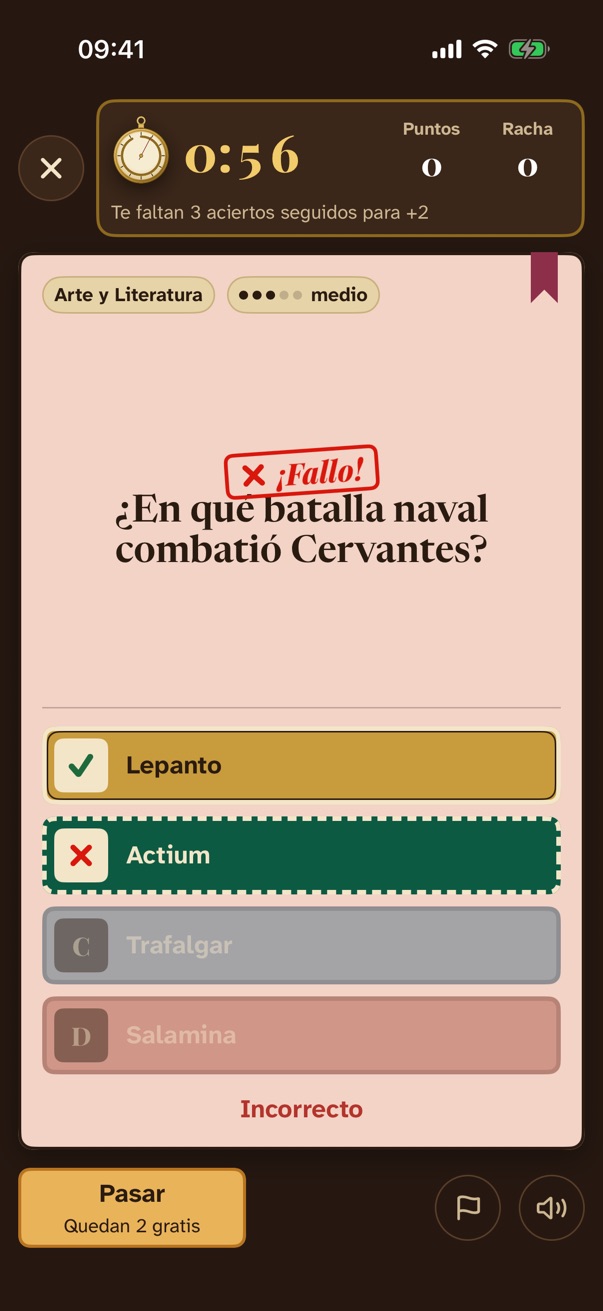 09:41
0:56
Puntos
0
Racha
0
Te faltan 3 aciertos seguidos para +2
Arte y Literatura
medio
¡Fallo!
¿En qué batalla naval
combatió Cervantes?
Lepanto
Actium
C
Trafalgar
D
Salamina
Incorrecto
Pasar
Quedan 2 gratis